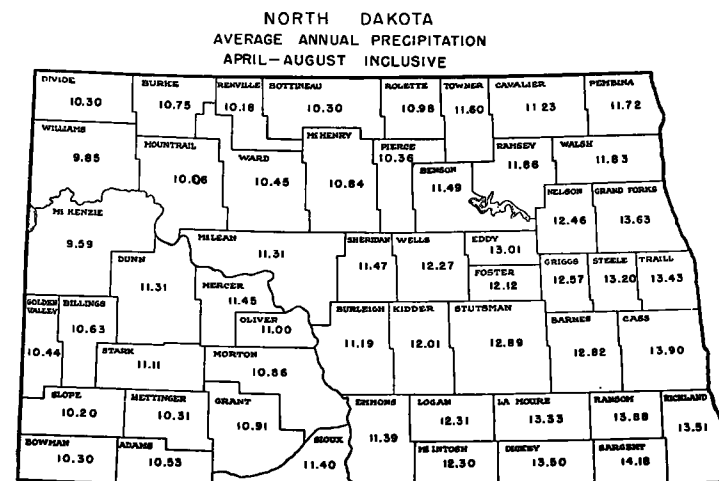 NORTH DAKOTA
AVERAGE ANNUAL PRECIPITATION
APRIL—AUGUST INCLUSIVE
DIVIDE
10.30
BURKE
10.75
RENVILLE
10.18
BOTTINEAU
10.30
ROLETTE
10.98
TOWNER
11.60
CAVALIER
11.23
PEMBINA
11.72
WILLIAMS
9.85
MOUNTRAIL
10.06
WARD
10.45
McHENRY
10.84
PIERCE
10.36
BENSON
11.49
RAMSEY
11.86
WALSH
11.83
NELSON
12.46
GRAND FORKS
13.63
McKENZIE
9.59
DUNN
11.31
McLEAN
11.31
SHERIDAN
11.47
WELLS
12.27
EDDY
13.01
FOSTER
12.12
GRIGGS
12.57
STEELE
13.20
TRAILL
13.43
MERCER
11.45
OLIVER
11.00
GOLDEN
VALLEY
10.44
BILLINGS
10.63
STARK
11.11
MORTON
10.86
BURLEIGH
11.19
KIDDER
12.01
STUTSMAN
12.89
BARNES
12.82
CASS
13.90
SLOPE
10.20
HETTINGER
10.31
GRANT
10.91
EMMONS
11.39
LOGAN
12.31
LA MOURE
13.33
RANSOM
13.88
RICHLAND
13.51
BOWMAN
10.30
ADAMS
10.53
SIOUX
11.40
McINTOSH
12.30
DICKEY
13.50
SARGENT
14.18